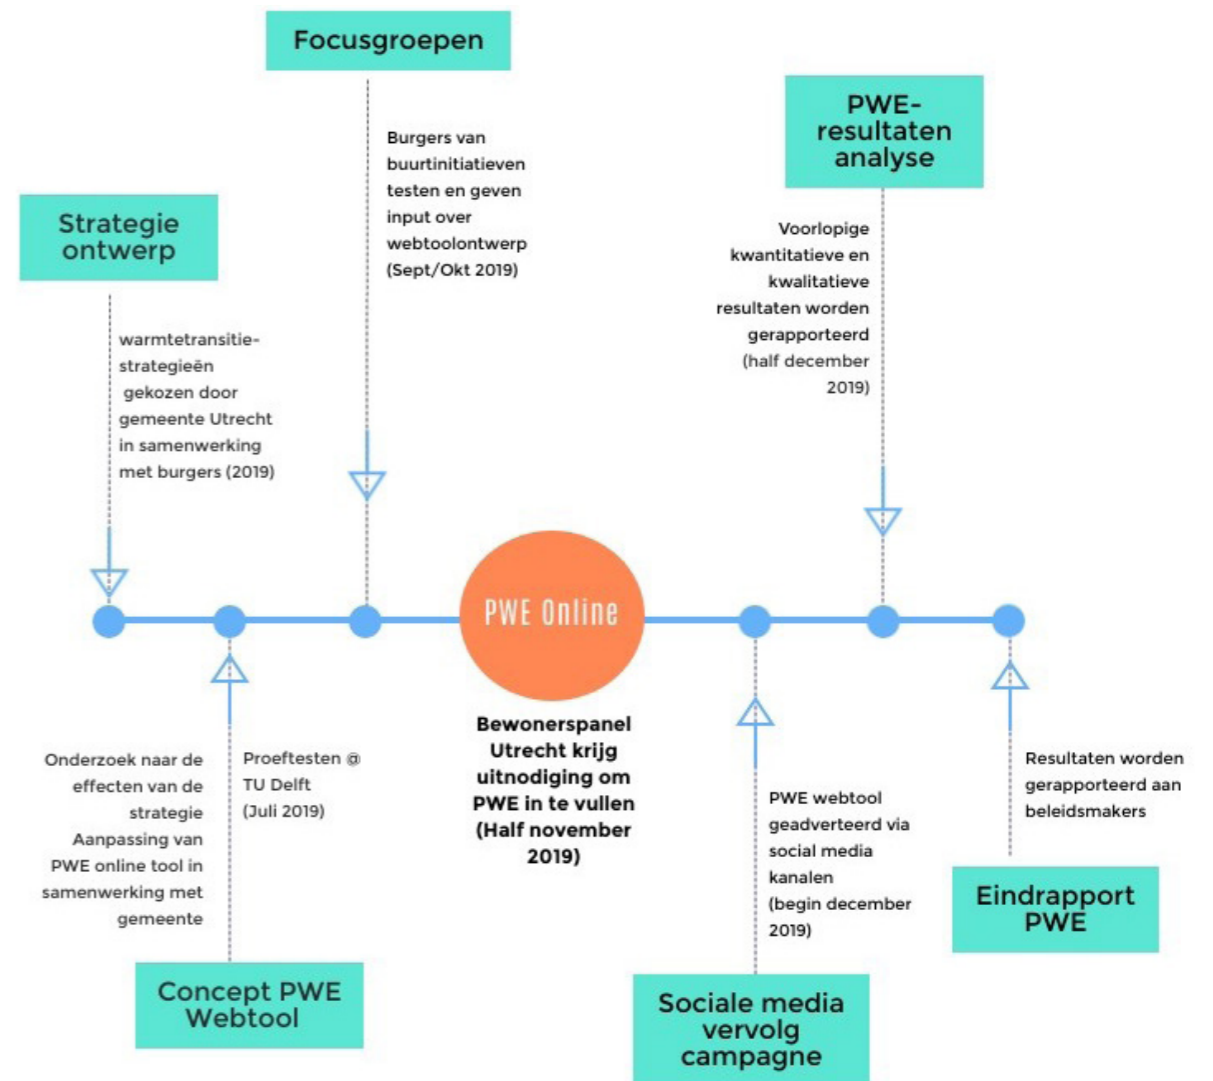 Focusgroepen
Burgers van
buurtinitiatieven
testen en geven
input over
webtoolontwerp
(Sept/Okt 2019)
PWE-
resultaten
analyse
Voorlopige
kwantitatieve en
kwalitatieve
resultaten worden
gerapporteerd
(half december
2019)
Strategie
ontwerp
warmtetransitie-
strategieën
gekozen door
gemeente Utrecht
in samenwerking
met burgers (2019)
PWE Online
Bewonerspanel
Utrecht krijg
uitnodiging om
PWE in te vullen
(Half november
2019)
Onderzoek naar de
effecten van de
strategie
Aanpassing van
PWE online tool in
samenwerking met
gemeente
Proeftesten @
TU Delft
(Juli 2019)
Concept PWE
Webtool
PWE webtool
geadverteerd via
social media
kanalen
(begin december
2019)
Sociale media
vervolg
campagne
Resultaten worden
gerapporteerd aan
beleidsmakers
Eindrapport
PWE